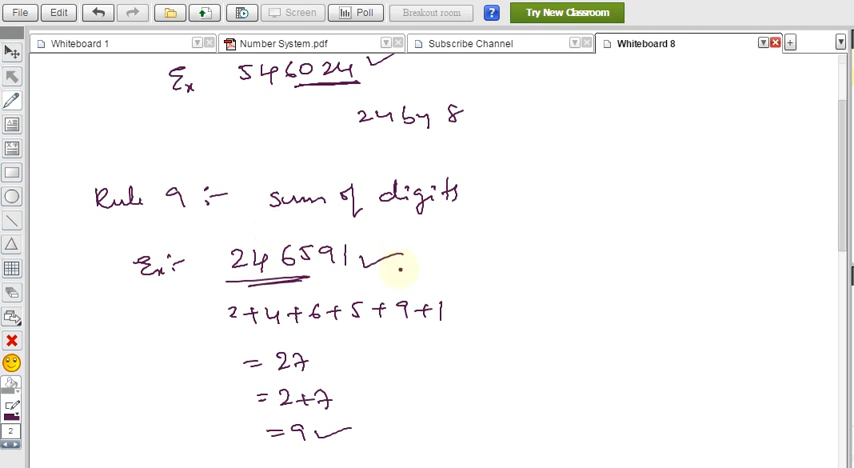 File Edit Screen Poll Breakout room Try New Classroom
Whiteboard 1 Number System.pdf Subscribe Channel Whiteboard 8
Ex 546024
24 by 8
Rule 9 :- sum of digits
Ex :- 246591
2+4+6+5+9+1
= 27
= 2+7
= 9
2